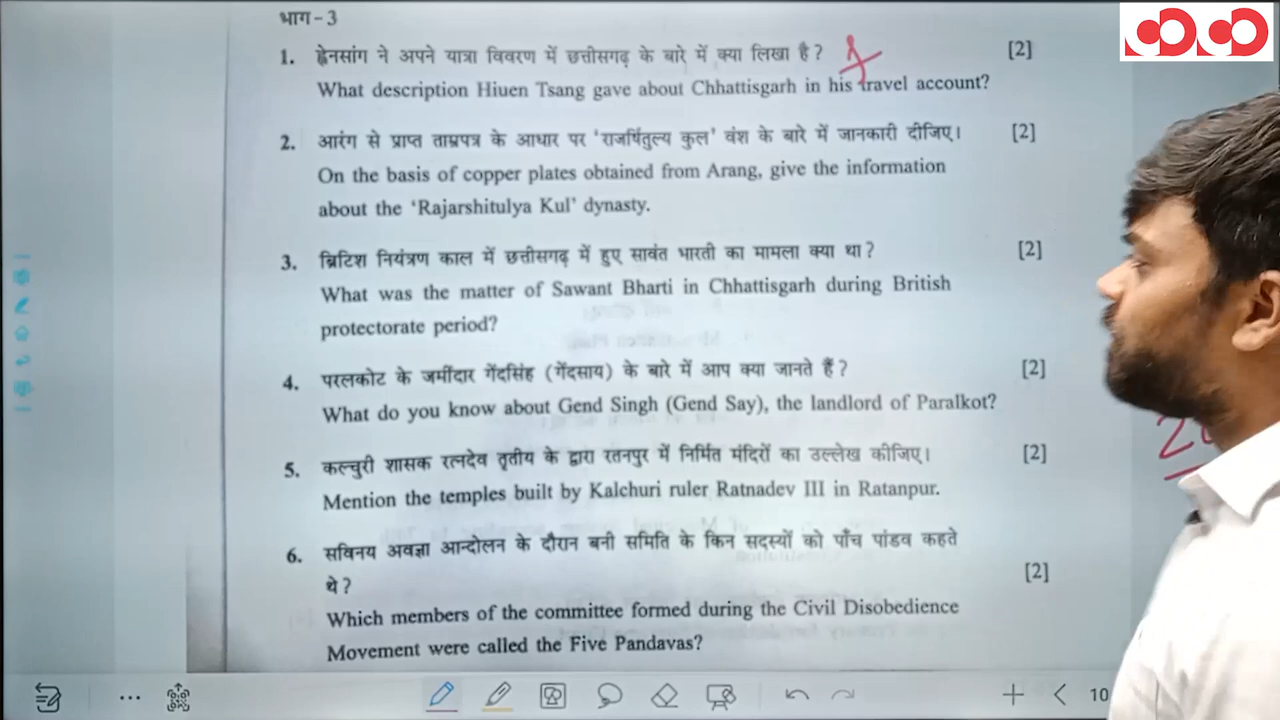 भाग - 3
1. ह्वेनसांग ने अपने यात्रा विवरण में छत्तीसगढ़ के बारे में क्या लिखा है? [2]
What description Hiuen Tsang gave about Chhattisgarh in his travel account?
2. आरंग से प्राप्त ताम्रपत्र के आधार पर 'राजर्षितुल्य कुल' वंश के बारे में जानकारी दीजिए। [2]
On the basis of copper plates obtained from Arang, give the information
about the 'Rajarshitulya Kul' dynasty.
3. ब्रिटिश नियंत्रण काल में छत्तीसगढ़ में हुए सावंत भारती का मामला क्या था? [2]
What was the matter of Sawant Bharti in Chhattisgarh during British
protectorate period?
4. परलकोट के जमींदार गेंदसिंह (गेंदसाय) के बारे में आप क्या जानते हैं? [2]
What do you know about Gend Singh (Gend Say), the landlord of Paralkot?
5. कल्चुरी शासक रत्नदेव तृतीय के द्वारा रतनपुर में निर्मित मंदिरों का उल्लेख कीजिए। [2]
Mention the temples built by Kalchuri ruler Ratnadev III in Ratanpur.
6. सविनय अवज्ञा आन्दोलन के दौरान बनी समिति के किन सदस्यों को पाँच पांडव कहते
थे? [2]
Which members of the committee formed during the Civil Disobedience
Movement were called the Five Pandavas?
10